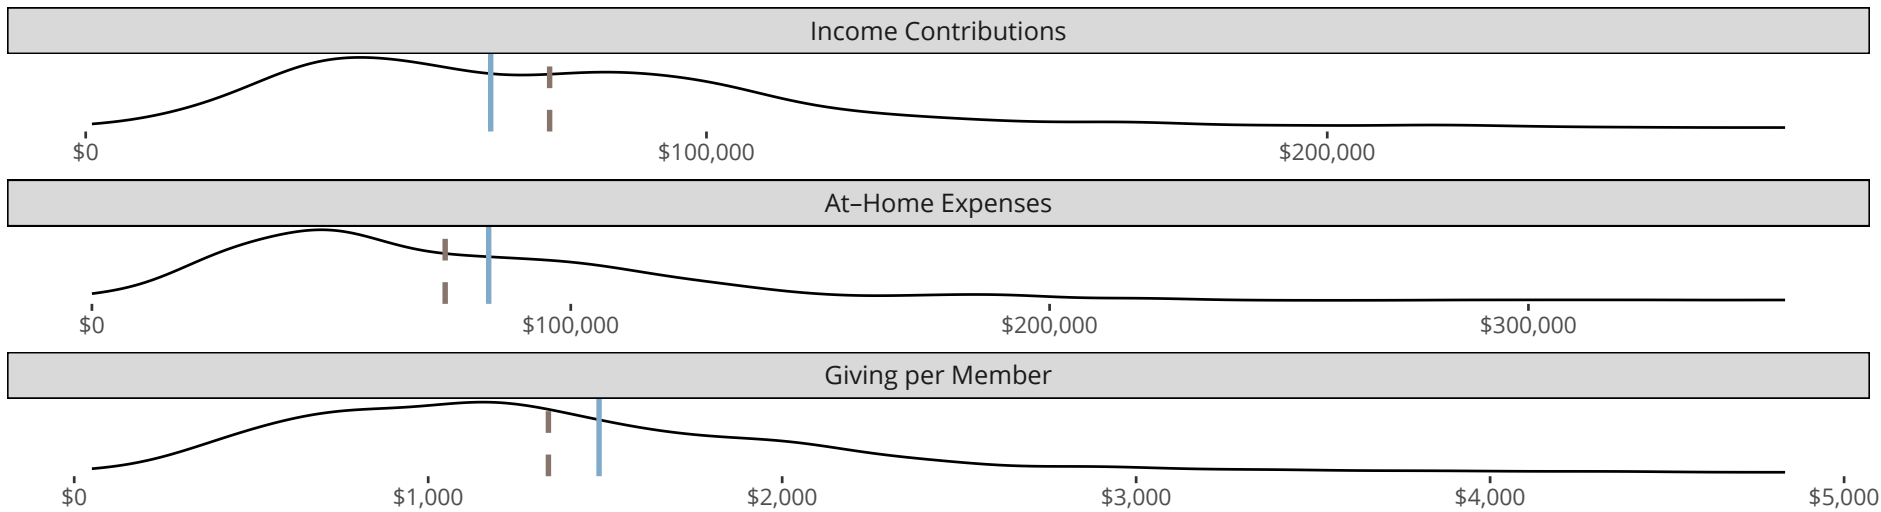 Income Contributions
$0 $100,000 $200,000
At–Home Expenses
$0 $100,000 $200,000 $300,000
Giving per Member
$0 $1,000 $2,000 $3,000 $4,000 $5,000